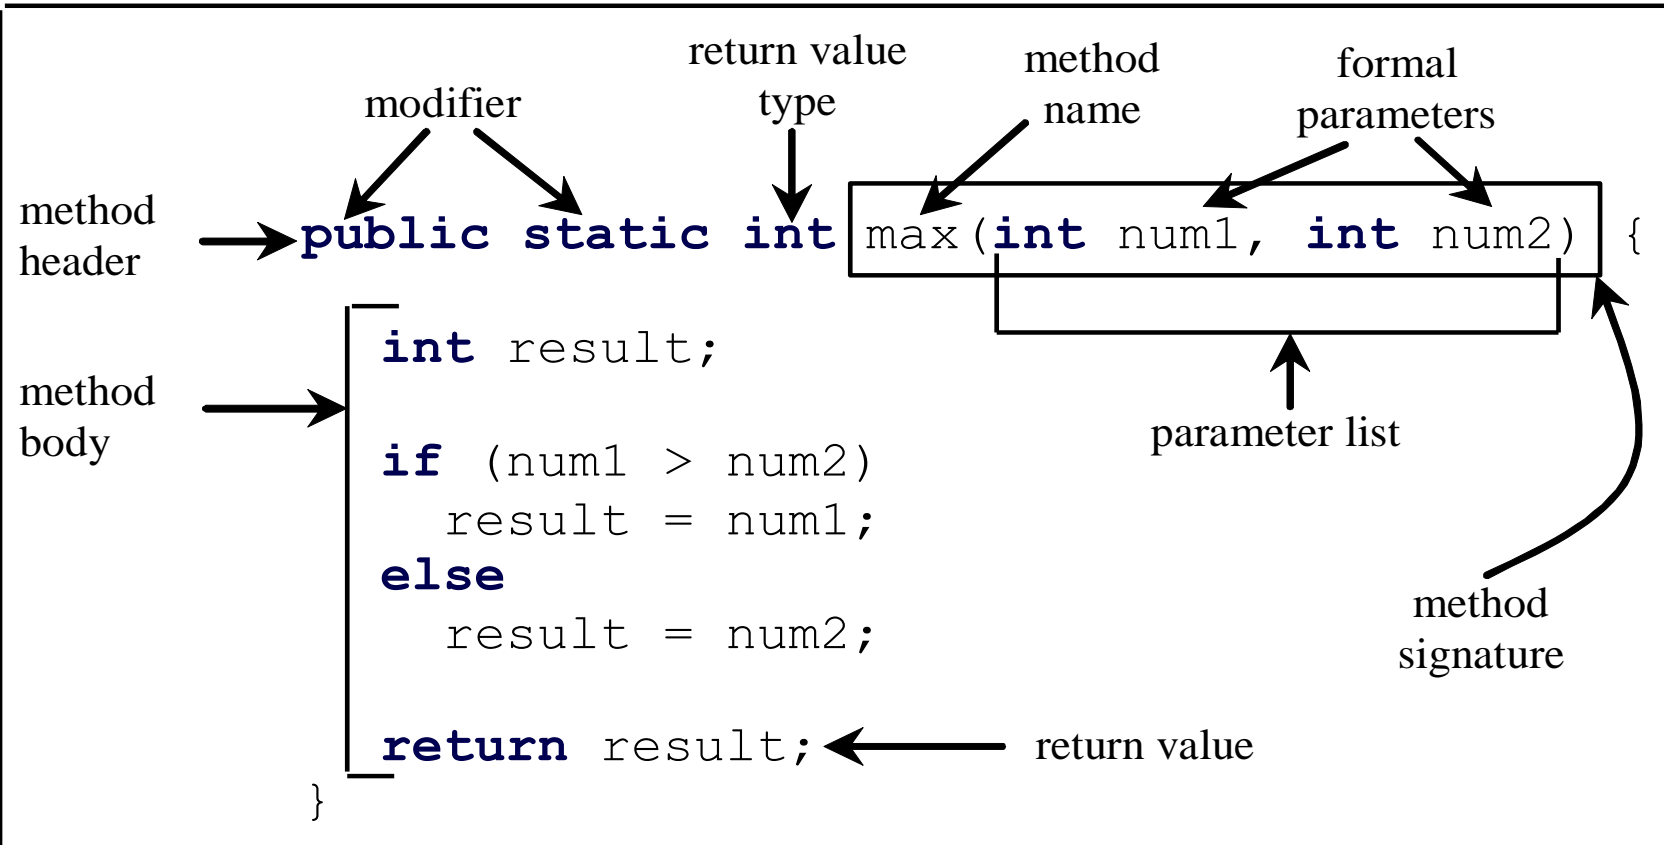 return value
type
method
name
formal
parameters
modifier
method
header
public static int max(int num1, int num2) {
int result;
method
body
parameter list
if (num1 > num2)
result = num1;
else
result = num2;
method
signature
return result;
return value
}